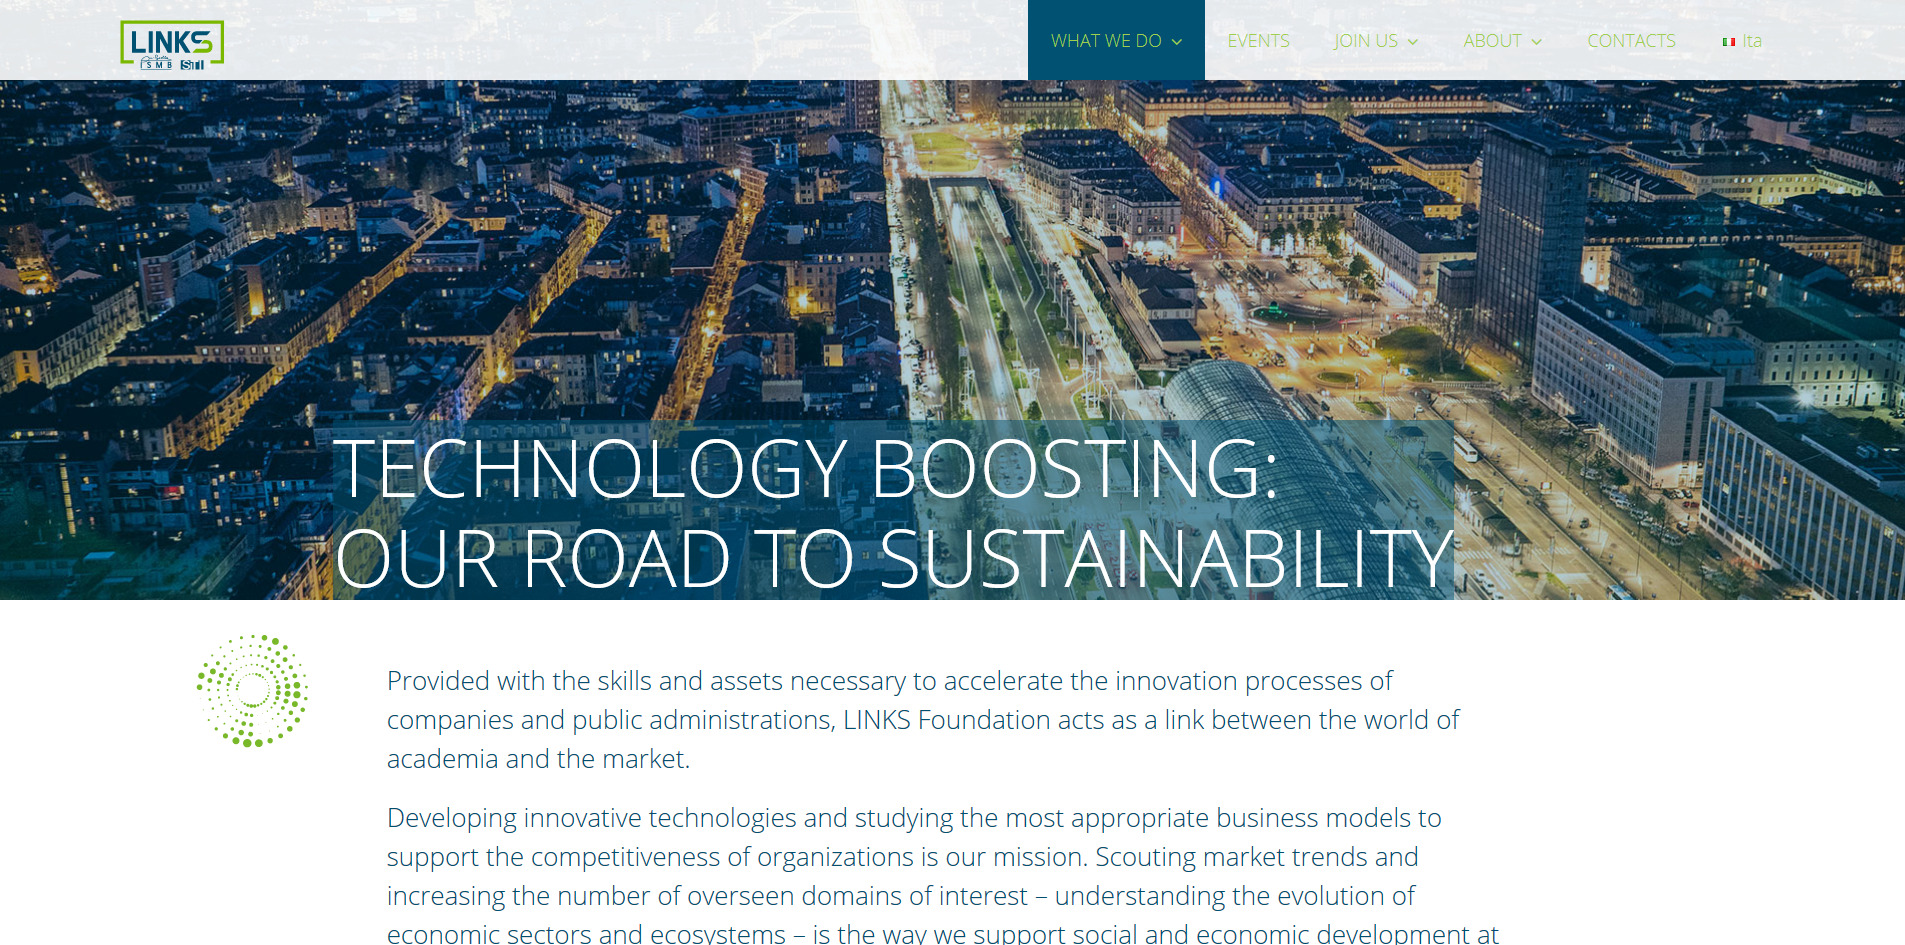 LINKS
SMB STI
WHAT WE DO
EVENTS
JOIN US
ABOUT
CONTACTS
Ita
TECHNOLOGY BOOSTING:
OUR ROAD TO SUSTAINABILITY
Provided with the skills and assets necessary to accelerate the innovation processes of
companies and public administrations, LINKS Foundation acts as a link between the world of
academia and the market.
Developing innovative technologies and studying the most appropriate business models to
support the competitiveness of organizations is our mission. Scouting market trends and
increasing the number of overseen domains of interest – understanding the evolution of
economic sectors and ecosystems – is the way we support social and economic development at